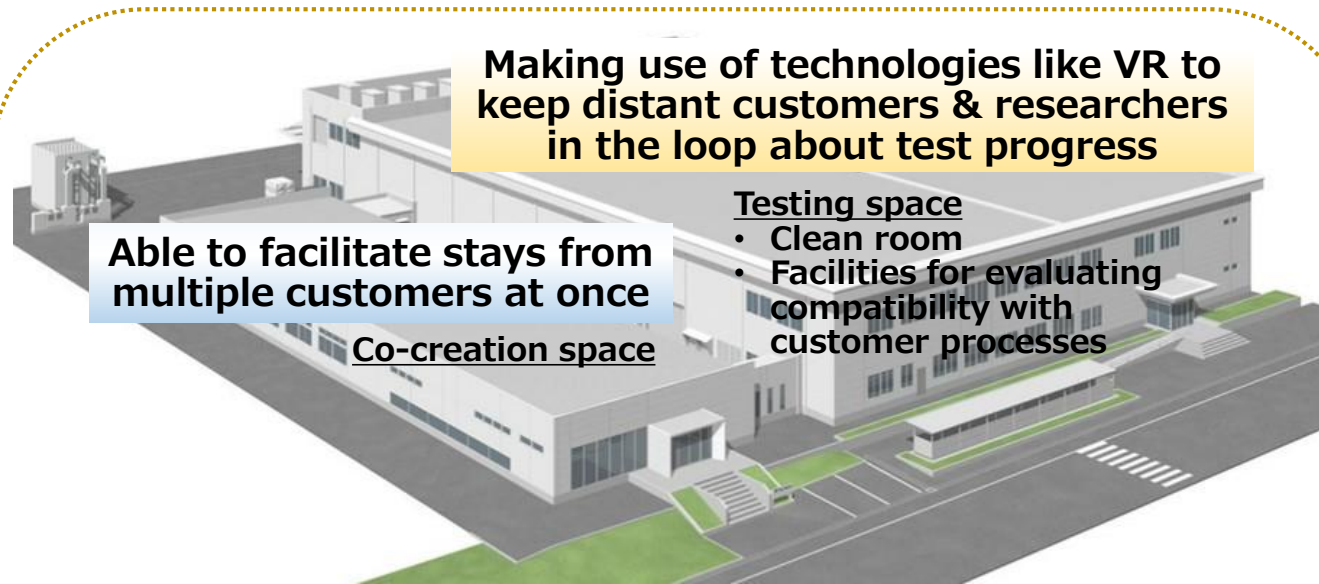 Making use of technologies like VR to
keep distant customers & researchers
in the loop about test progress
Able to facilitate stays from
multiple customers at once
Co-creation space
Testing space
• Clean room
• Facilities for evaluating
compatibility with
customer processes